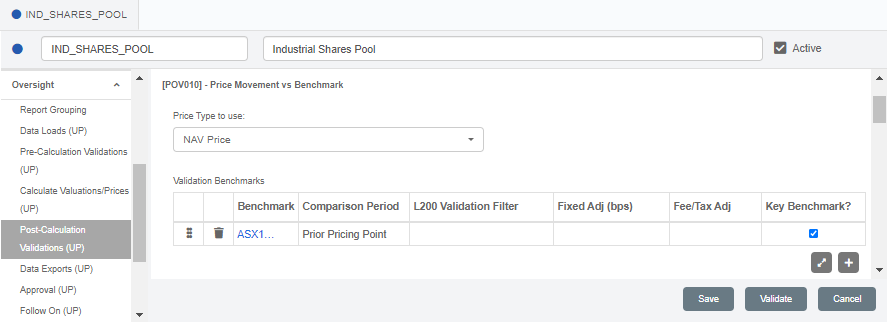 IND_SHARES_POOL
IND_SHARES_POOL
Industrial Shares Pool
Active
Oversight
Report Grouping
Data Loads (UP)
Pre-Calculation Validations
(UP)
Calculate Valuations/Prices
(UP)
Post-Calculation
Validations (UP)
Data Exports (UP)
Approval (UP)
Follow On (UP)
[POV010] - Price Movement vs Benchmark
Price Type to use:
NAV Price
Validation Benchmarks
Benchmark Comparison Period L200 Validation Filter Fixed Adj (bps) Fee/Tax Adj Key Benchmark?
ASX1... Prior Pricing Point
Save Validate Cancel